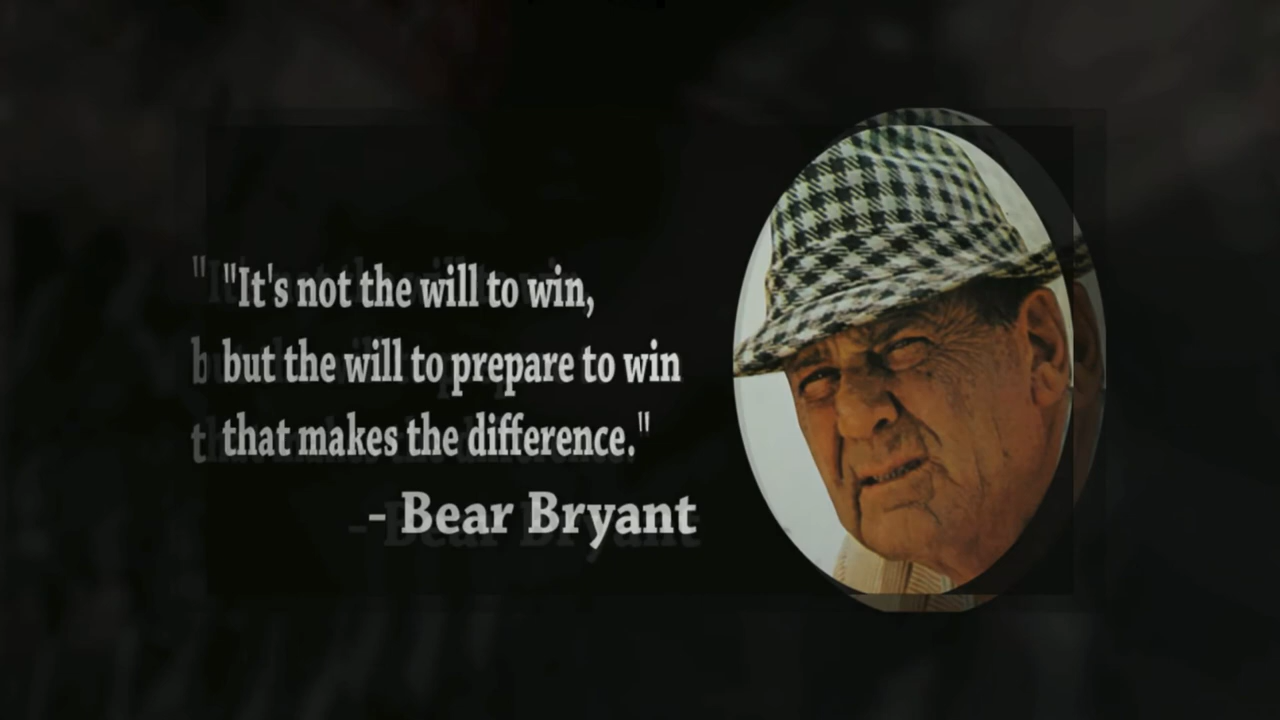 "It's not the will to win,
but the will to prepare to win
that makes the difference."
- Bear Bryant